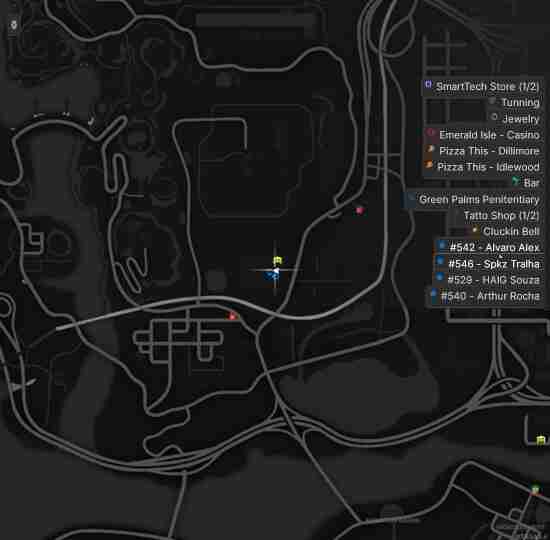 SmartTech Store (1/2)
Tunning
Jewelry
Emerald Isle - Casino
Pizza This - Dillimore
Pizza This - Idlewood
Bar
Green Palms Penitentiary
Tatto Shop (1/2)
Cluckin Bell
#542 - Alvaro Alex
#546 - Spkz Tralha
#529 - HAIG Souza
#540 - Arthur Rocha